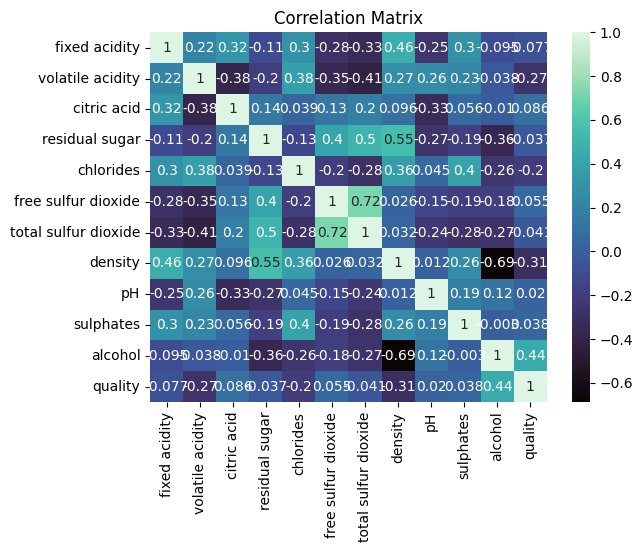 Correlation Matrix
fixed acidity 1 0.22 0.32 -0.11 0.3 -0.28 -0.33 0.46 -0.25 0.3 -0.095 -0.077
volatile acidity 0.22 1 -0.38 -0.2 0.38 -0.35 -0.41 0.27 0.26 0.23 -0.038 -0.27
citric acid 0.32 -0.38 1 0.14 0.039 0.13 0.2 0.096 -0.33 0.056 -0.01 0.086
residual sugar -0.11 -0.2 0.14 1 -0.13 0.4 0.5 0.55 -0.27 -0.19 -0.36 -0.037
chlorides 0.3 0.38 0.039 -0.13 1 -0.2 -0.28 0.36 0.045 0.4 -0.26 -0.2
free sulfur dioxide -0.28 -0.35 0.13 0.4 -0.2 1 0.72 0.026 -0.15 -0.19 -0.18 0.055
total sulfur dioxide -0.33 -0.41 0.2 0.5 -0.28 0.72 1 0.032 -0.24 -0.28 -0.27 -0.041
density 0.46 0.27 0.096 0.55 0.36 0.026 0.032 1 0.012 0.26 -0.69 -0.31
pH -0.25 0.26 -0.33 -0.27 0.045 -0.15 -0.24 0.012 1 0.19 0.12 0.02
sulphates 0.3 0.23 0.056 -0.19 0.4 -0.19 -0.28 0.26 0.19 1 -0.003 0.038
alcohol -0.095 -0.038 -0.01 -0.36 -0.26 -0.18 -0.27 -0.69 0.12 -0.003 1 0.44
quality -0.077 -0.27 0.086 -0.037 -0.2 0.055 -0.041 -0.31 0.02 0.038 0.44 1
fixed acidity
volatile acidity
citric acid
residual sugar
chlorides
free sulfur dioxide
total sulfur dioxide
density
pH
sulphates
alcohol
quality
1.0
0.8
0.6
0.4
0.2
0.0
−0.2
−0.4
−0.6